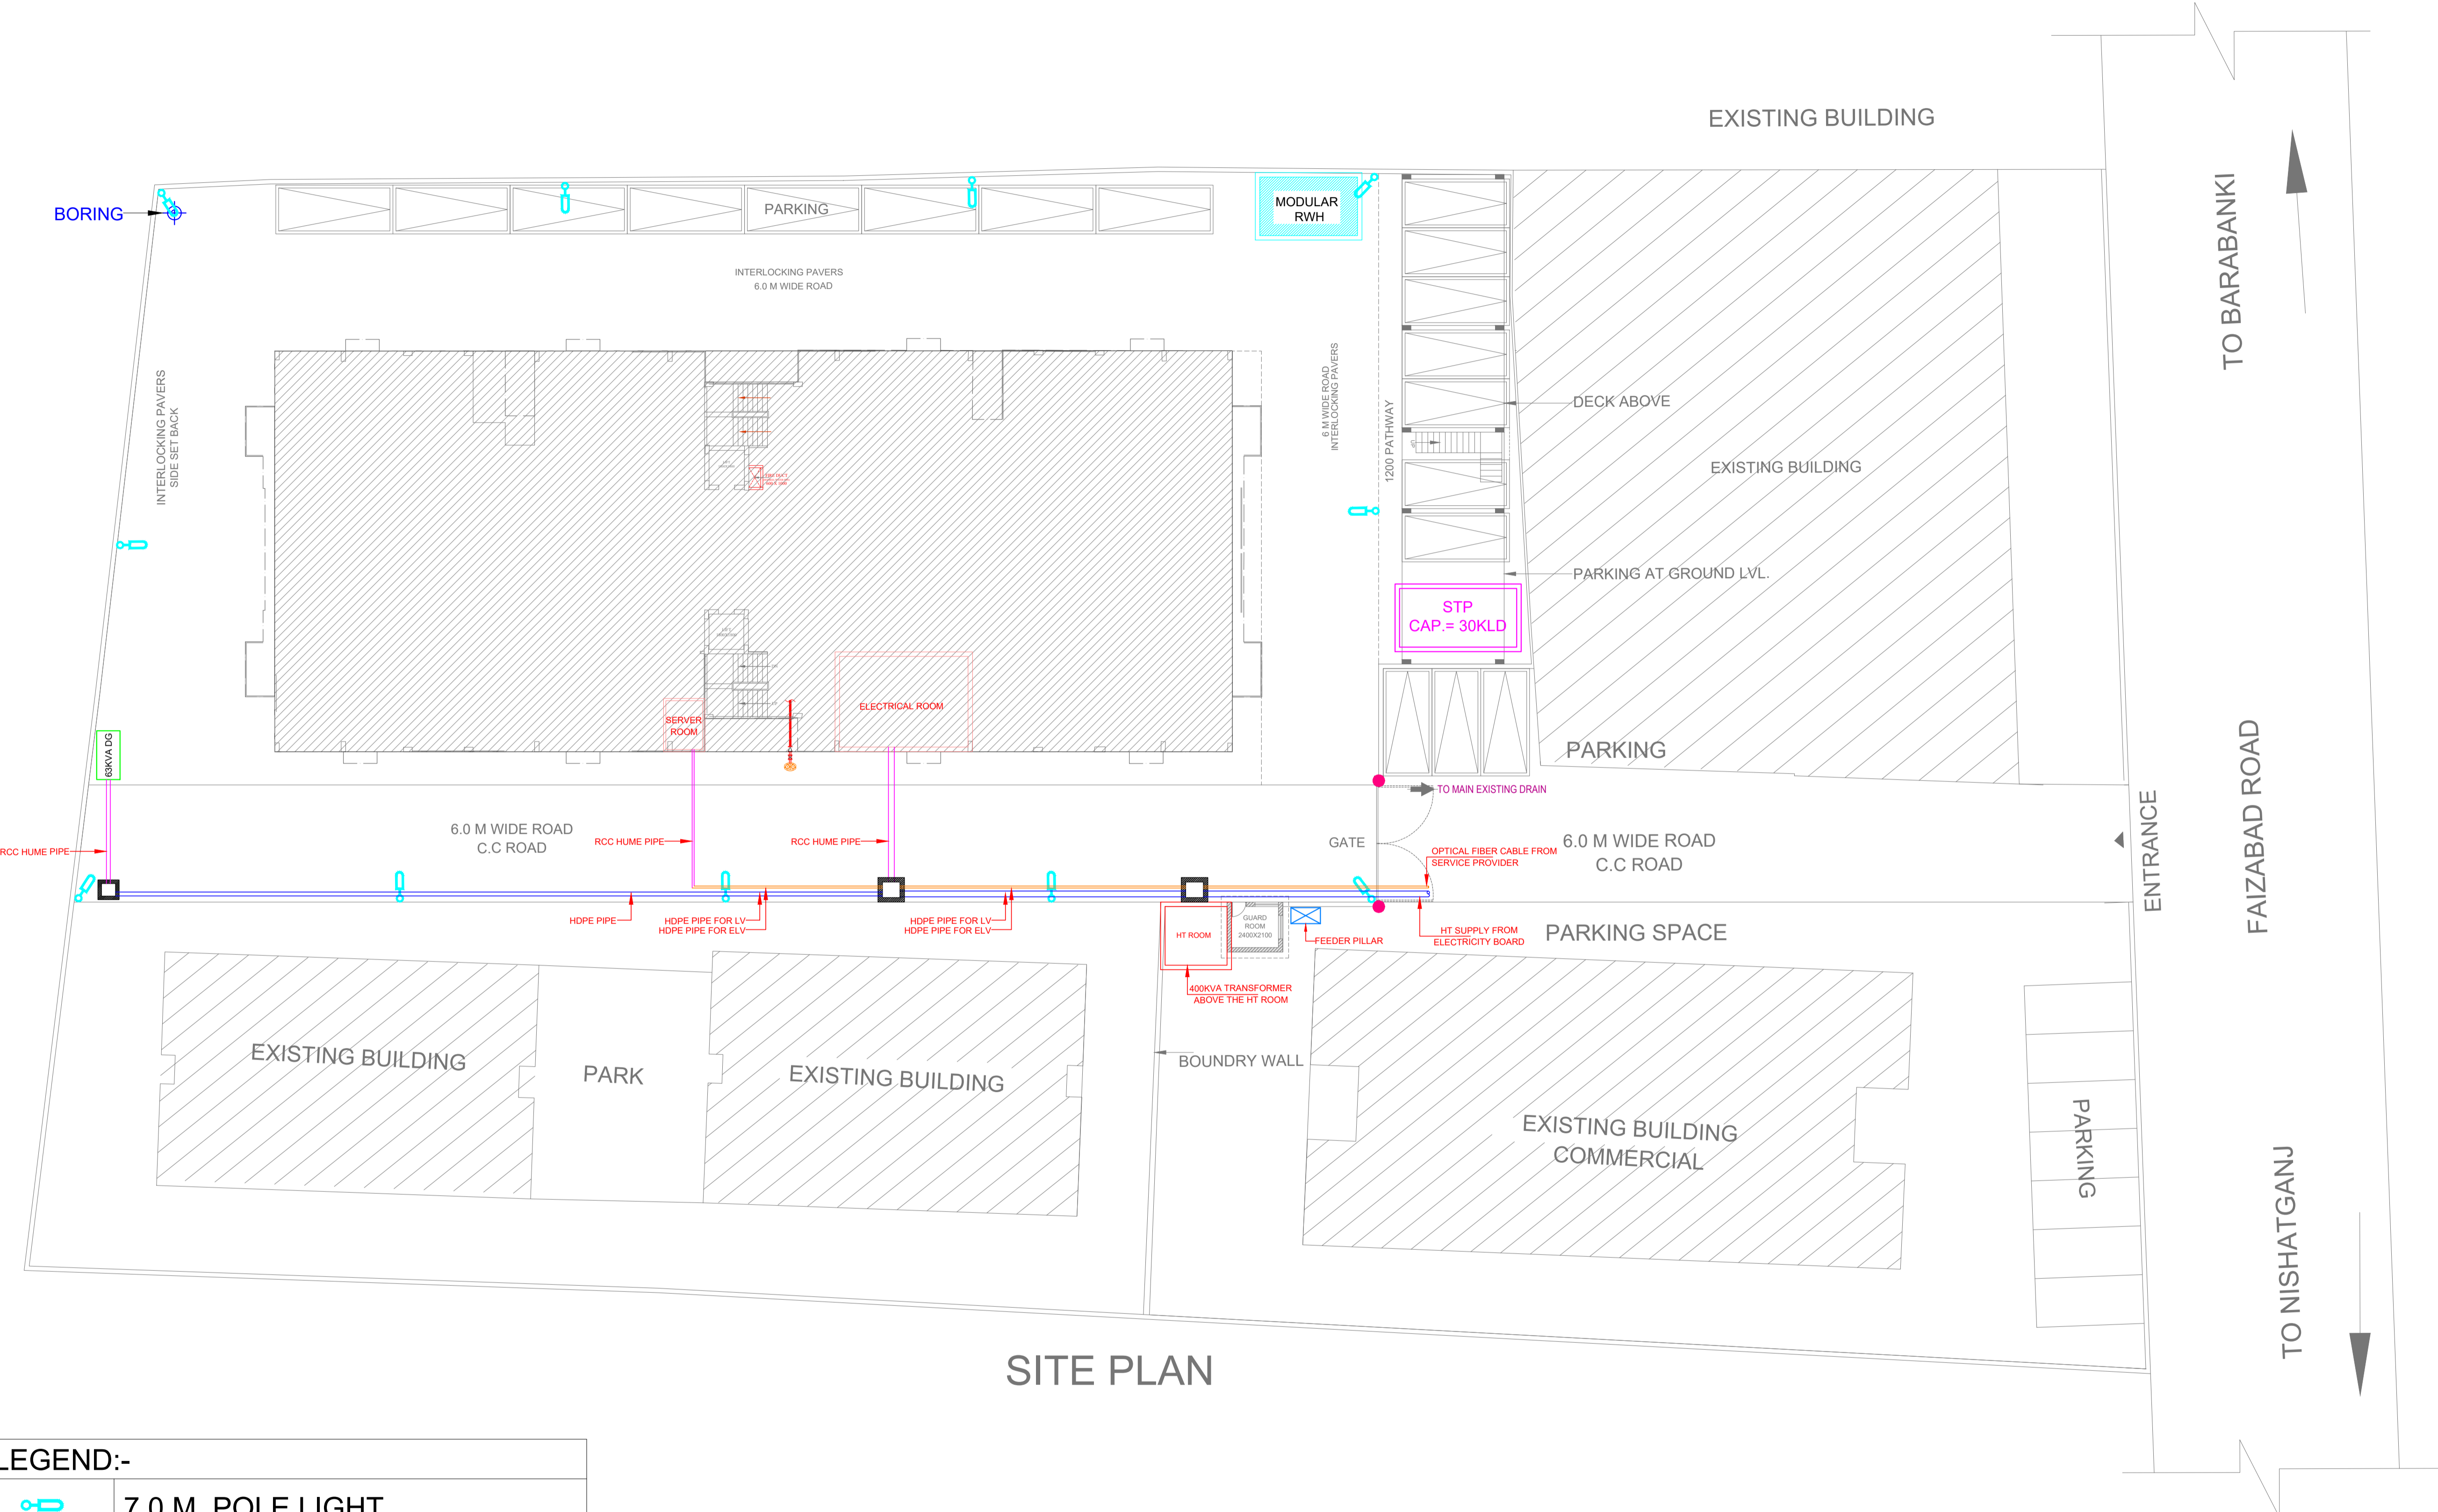 EXISTING BUILDING
TO BARABANKI
BORING
PARKING
MODULAR
RWH
INTERLOCKING PAVERS
6.0 M WIDE ROAD
INTERLOCKING PAVERS
SIDE SET BACK
6 M WIDE ROAD
INTERLOCKING PAVERS
1200 PATHWAY
DECK ABOVE
UP
EXISTING BUILDING
FIRE DUCT
PARKING AT GROUND LVL.
STP
CAP.= 30KLD
SERVER
ROOM
ELECTRICAL ROOM
63KVA DG
PARKING
TO MAIN EXISTING DRAIN
FAIZABAD ROAD
ENTRANCE
6.0 M WIDE ROAD
C.C ROAD
RCC HUME PIPE
RCC HUME PIPE
RCC HUME PIPE
GATE
6.0 M WIDE ROAD
C.C ROAD
OPTICAL FIBER CABLE FROM
SERVICE PROVIDER
HDPE PIPE
HDPE PIPE FOR LV
HDPE PIPE FOR ELV
HDPE PIPE FOR LV
HDPE PIPE FOR ELV
HT ROOM
GUARD
ROOM
2400X2100
FEEDER PILLAR
HT SUPPLY FROM
ELECTRICITY BOARD
PARKING SPACE
400KVA TRANSFORMER
ABOVE THE HT ROOM
EXISTING BUILDING
PARK
EXISTING BUILDING
BOUNDRY WALL
EXISTING BUILDING
COMMERCIAL
PARKING
TO NISHATGANJ
SITE PLAN
LEGEND:-
7.0 M. POLE LIGHT